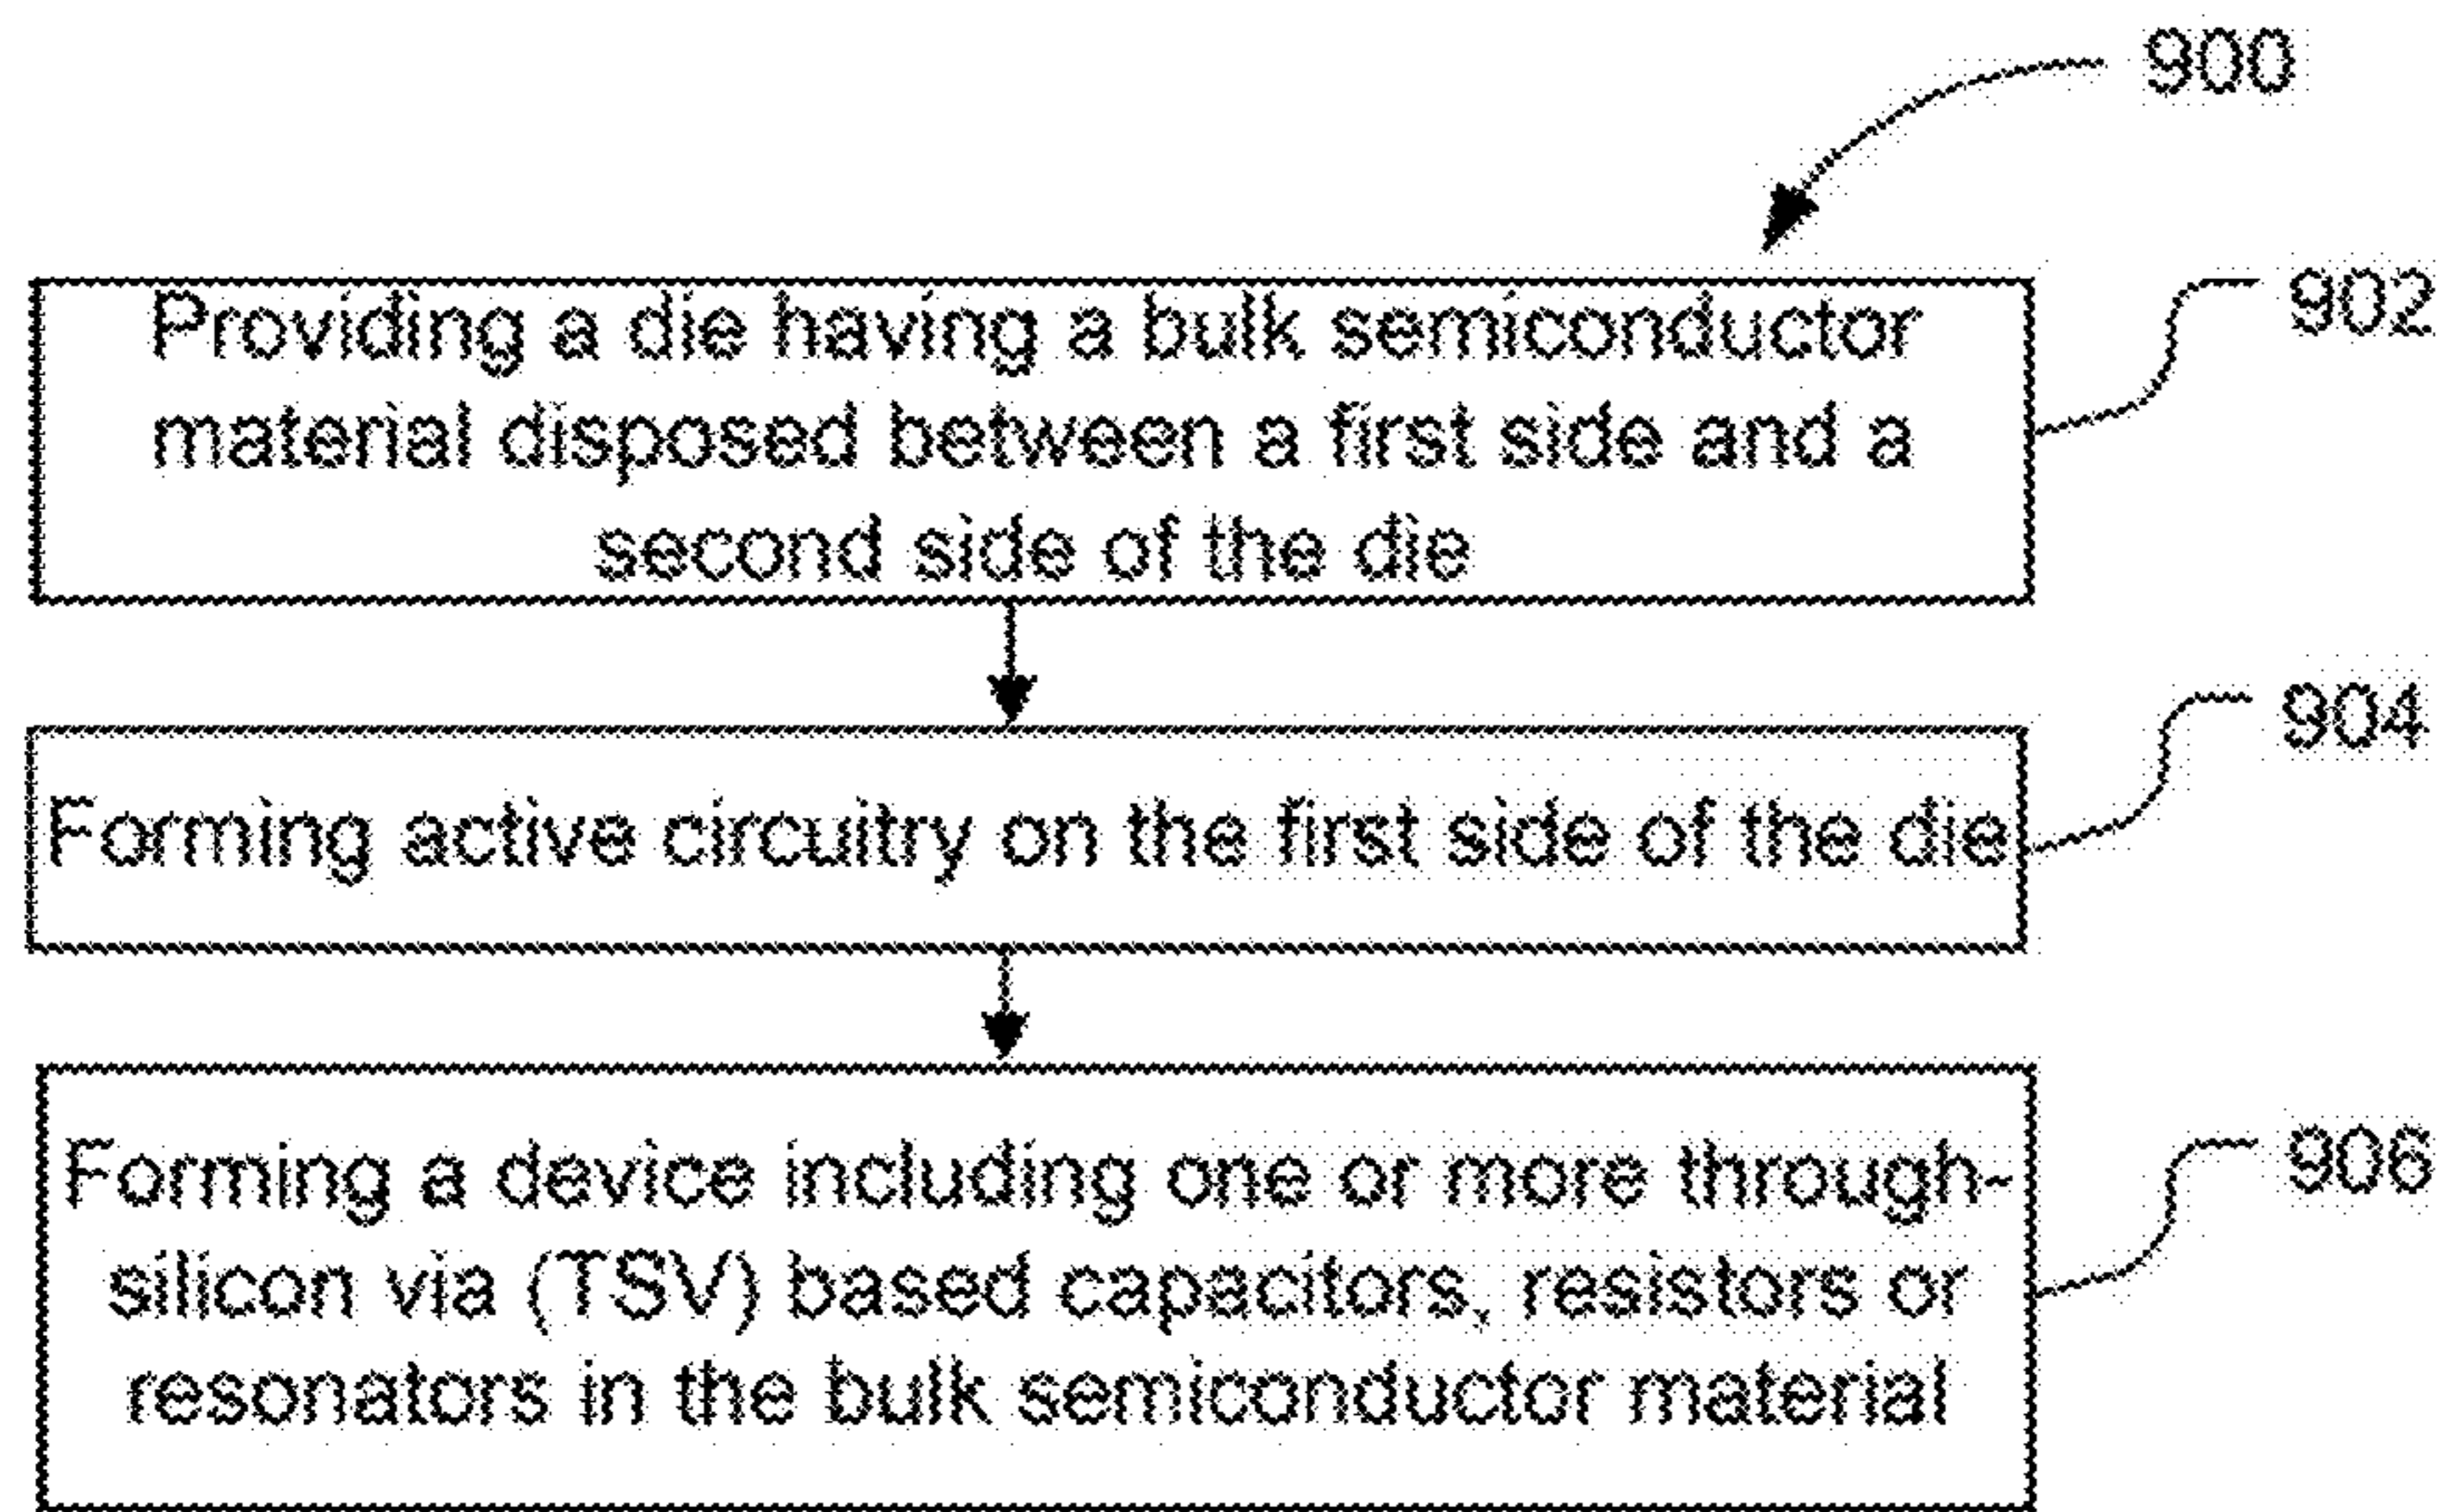 900
Providing a die having a bulk semiconductor
material disposed between a first side and a
second side of the die
902
Forming active circuitry on the first side of the die
904
Forming a device including one or more through-
silicon via (TSV) based capacitors, resistors or
resonators in the bulk semiconductor material
906